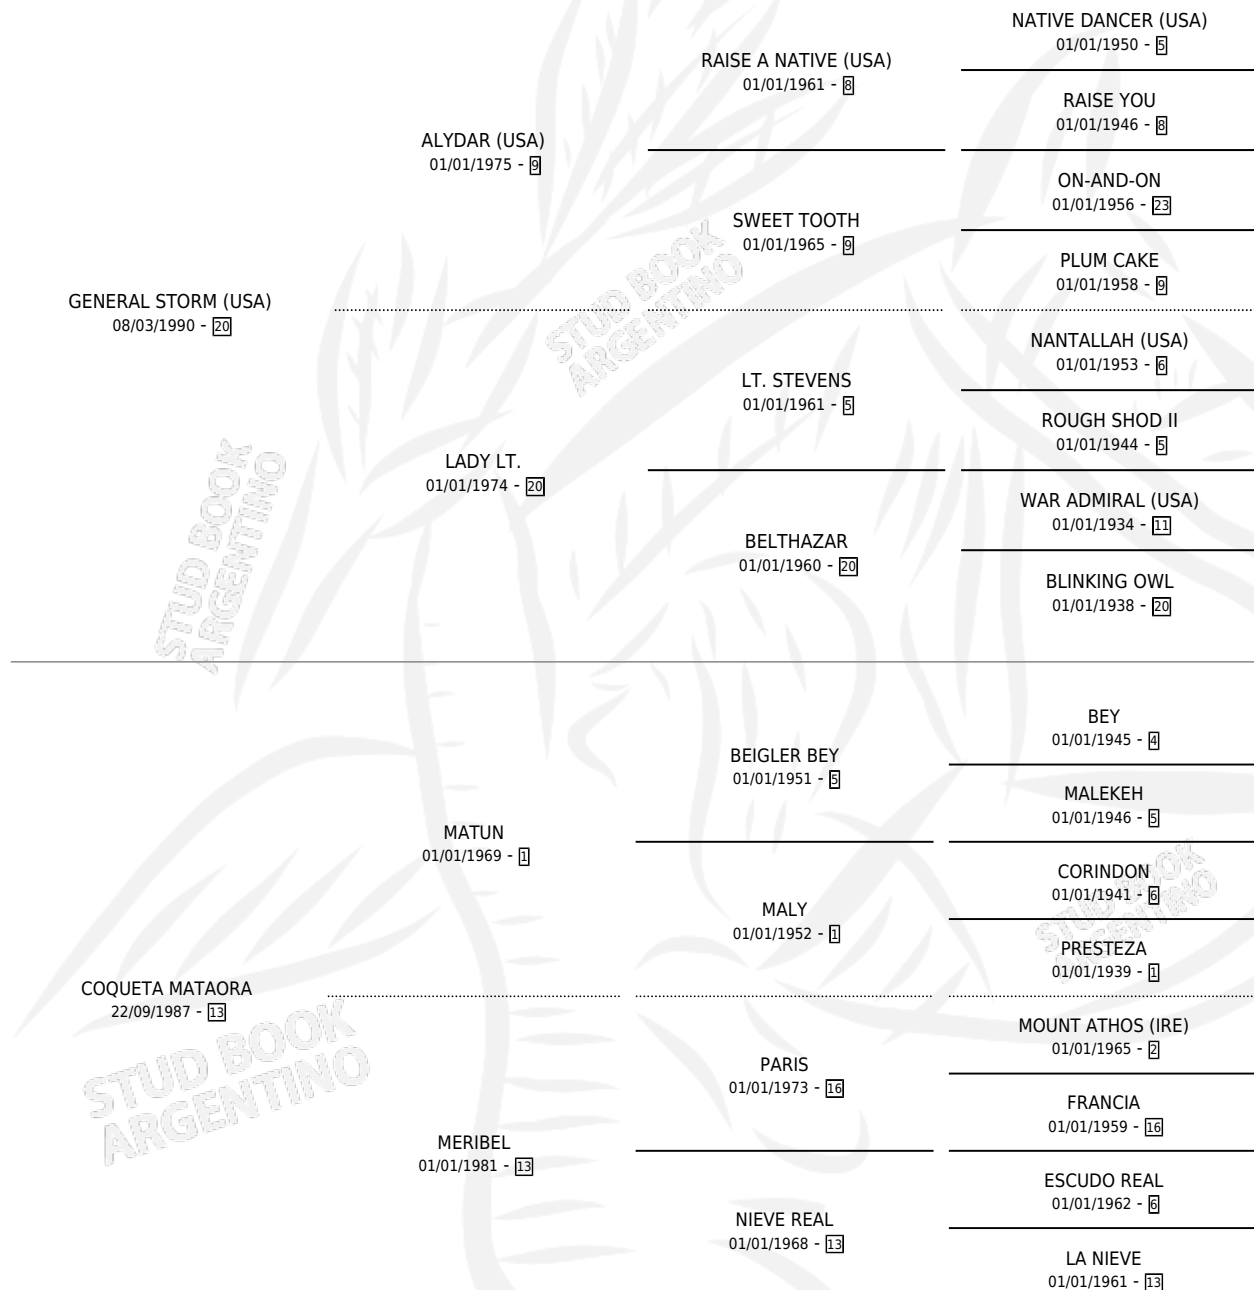 NATIVE DANCER (USA)
01/01/1950 - 5
RAISE A NATIVE (USA)
01/01/1961 - 8
RAISE YOU
01/01/1946 - 8
ALYDAR (USA)
01/01/1975 - 9
ON-AND-ON
01/01/1956 - 23
SWEET TOOTH
01/01/1965 - 9
PLUM CAKE
01/01/1958 - 9
GENERAL STORM (USA)
08/03/1990 - 20
NANTALLAH (USA)
01/01/1953 - 6
LT. STEVENS
01/01/1961 - 5
ROUGH SHOD II
01/01/1944 - 5
LADY LT.
01/01/1974 - 20
WAR ADMIRAL (USA)
01/01/1934 - 11
BELTHAZAR
01/01/1960 - 20
BLINKING OWL
01/01/1938 - 20
BEY
01/01/1945 - 4
BEIGLER BEY
01/01/1951 - 5
MALEKEH
01/01/1946 - 5
MATUN
01/01/1969 - 1
CORINDON
01/01/1941 - 6
MALY
01/01/1952 - 1
PRESTEZA
01/01/1939 - 1
COQUETA MATAORA
22/09/1987 - 13
MOUNT ATHOS (IRE)
01/01/1965 - 2
PARIS
01/01/1973 - 16
FRANCIA
01/01/1959 - 16
MERIBEL
01/01/1981 - 13
ESCUDO REAL
01/01/1962 - 6
NIEVE REAL
01/01/1968 - 13
LA NIEVE
01/01/1961 - 13
STUD BOOK
ARGENTINO
STUD BOOK
ARGENTINO
STUD BOOK
ARGENTINO
STUD BOOK
ARGENTINO